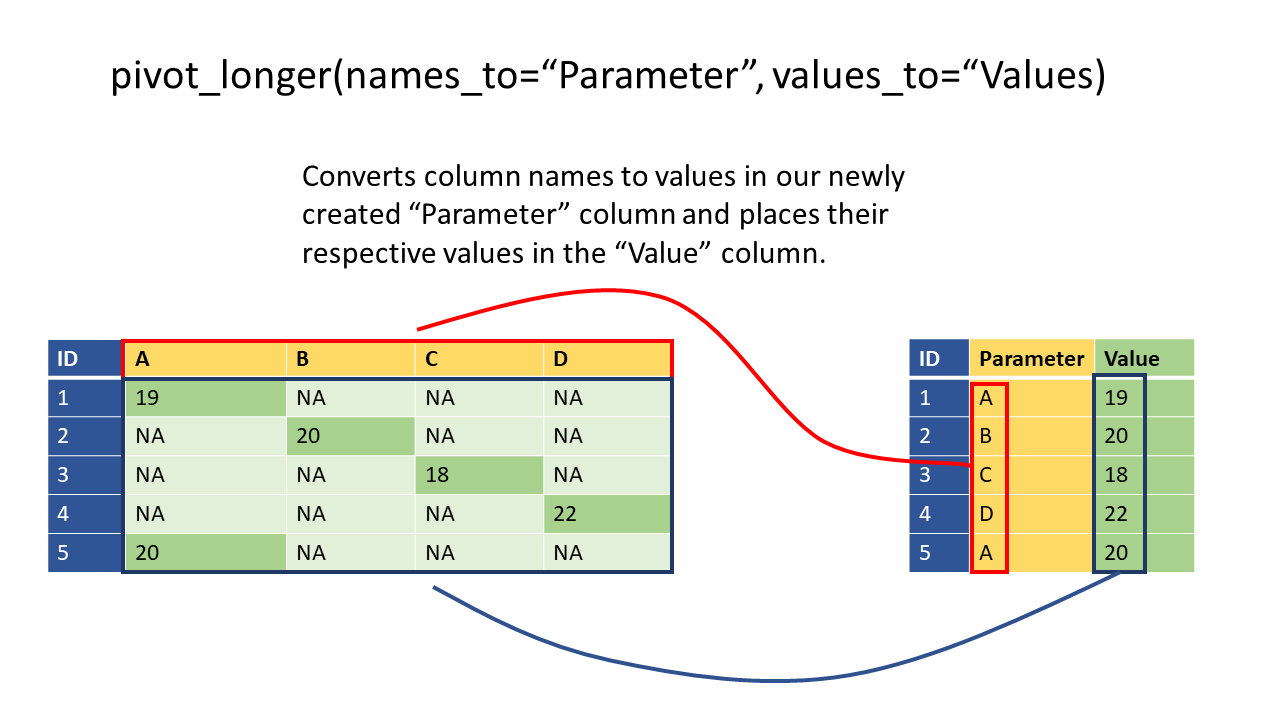 pivot_longer(names_to=“Parameter”, values_to=“Values)
Converts column names to values in our newly
created “Parameter” column and places their
respective values in the “Value” column.
ID A B C D
1 19 NA NA NA
2 NA 20 NA NA
3 NA NA 18 NA
4 NA NA NA 22
5 20 NA NA NA
ID Parameter Value
1 A 19
2 B 20
3 C 18
4 D 22
5 A 20